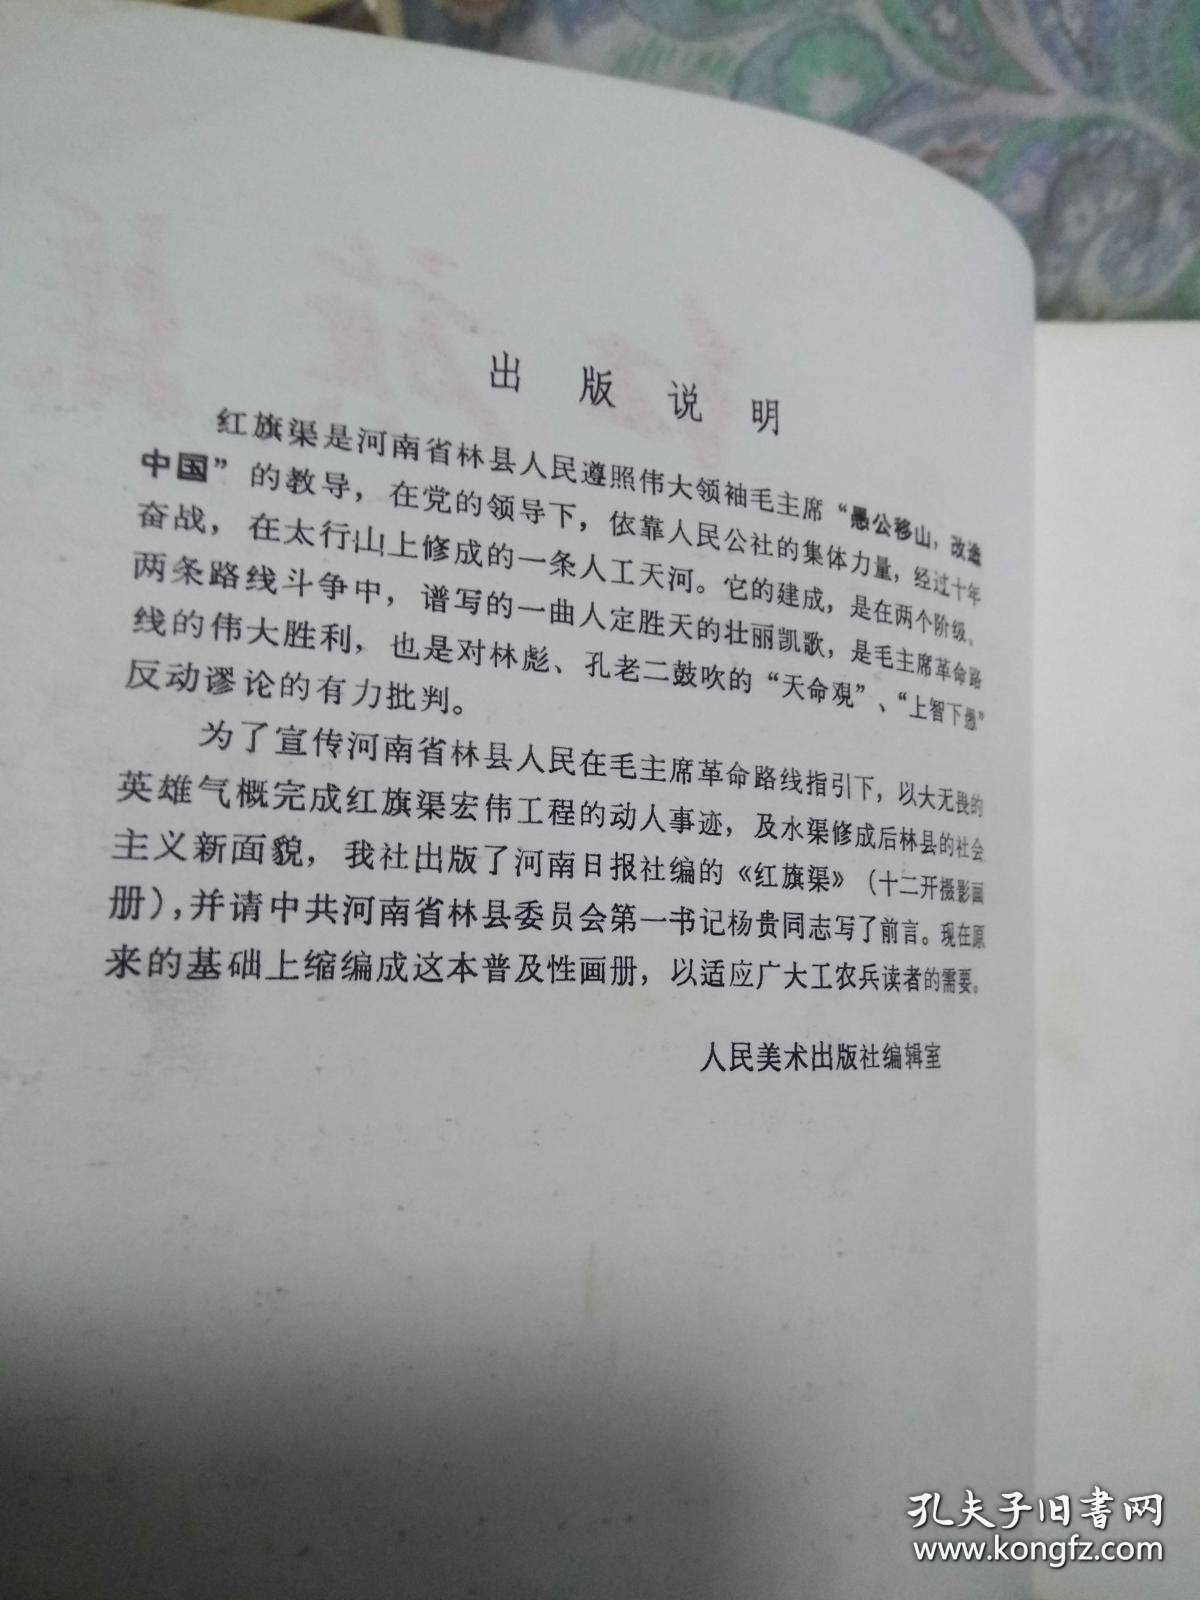 出版说明
红旗渠是河南省林县人民遵照伟大领袖毛主席“愚公移山，改造
中国”的教导，在党的领导下，依靠人民公社的集体力量，经过十年
奋战，在太行山上修成的一条人工天河。它的建成，是在两个阶级、
两条路线斗争中，谱写的一曲人定胜天的壮丽凯歌，是毛主席革命路
线的伟大胜利，也是对林彪、孔老二鼓吹的“天命观”、“上智下愚”
反动谬论的有力批判。
为了宣传河南省林县人民在毛主席革命路线指引下，以大无畏的
英雄气概完成红旗渠宏伟工程的动人事迹，及水渠修成后林县的社会
主义新面貌，我社出版了河南日报社编的《红旗渠》（十二开摄影画
册），并请中共河南省林县委员会第一书记杨贵同志写了前言。现在原
来的基础上缩编成这本普及性画册，以适应广大工农兵读者的需要。
人民美术出版社编辑室
孔夫子旧书网
www.kongfz.com